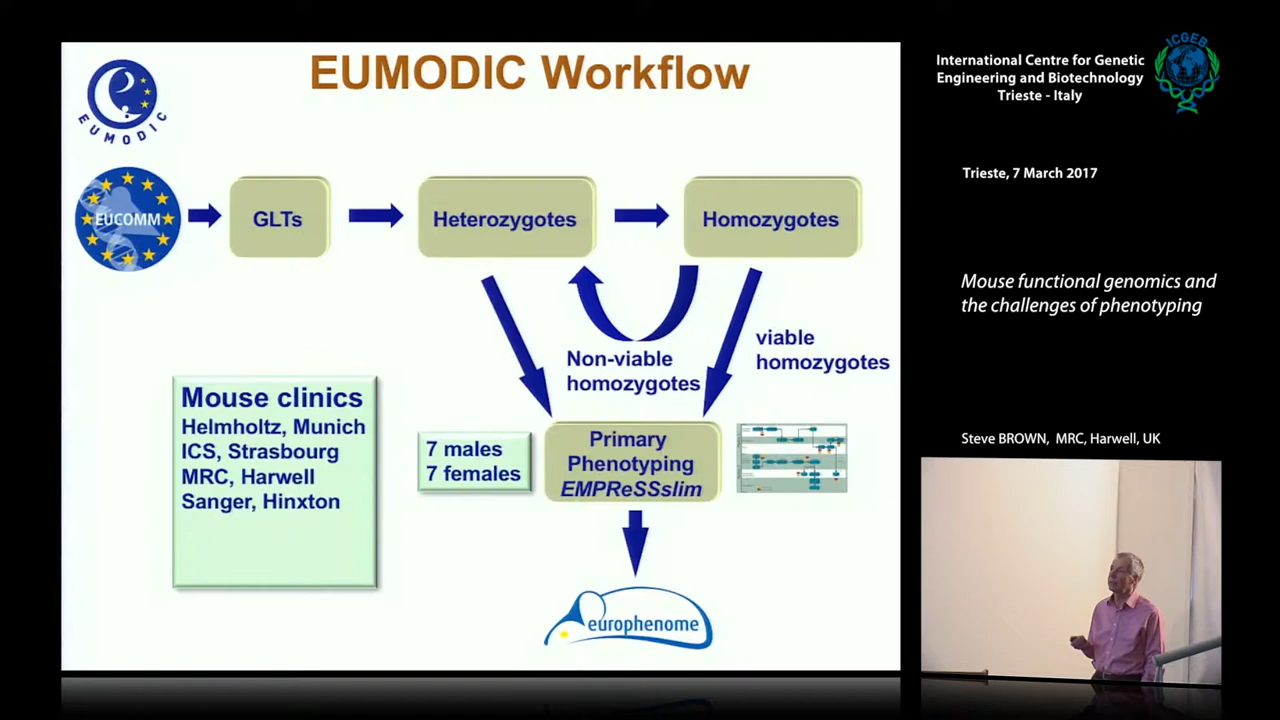 EUMODIC Workflow
EUMODIC
EUCOMM
GLTs
Heterozygotes
Homozygotes
Non-viable
homozygotes
viable
homozygotes
Mouse clinics
Helmholtz, Munich
ICS, Strasbourg
MRC, Harwell
Sanger, Hinxton
7 males
7 females
Primary
Phenotyping
EMPReSSslim
europhenome
International Centre for Genetic
Engineering and Biotechnology
Trieste - Italy
ICGEB
Trieste, 7 March 2017
Mouse functional genomics and
the challenges of phenotyping
Steve BROWN, MRC, Harwell, UK